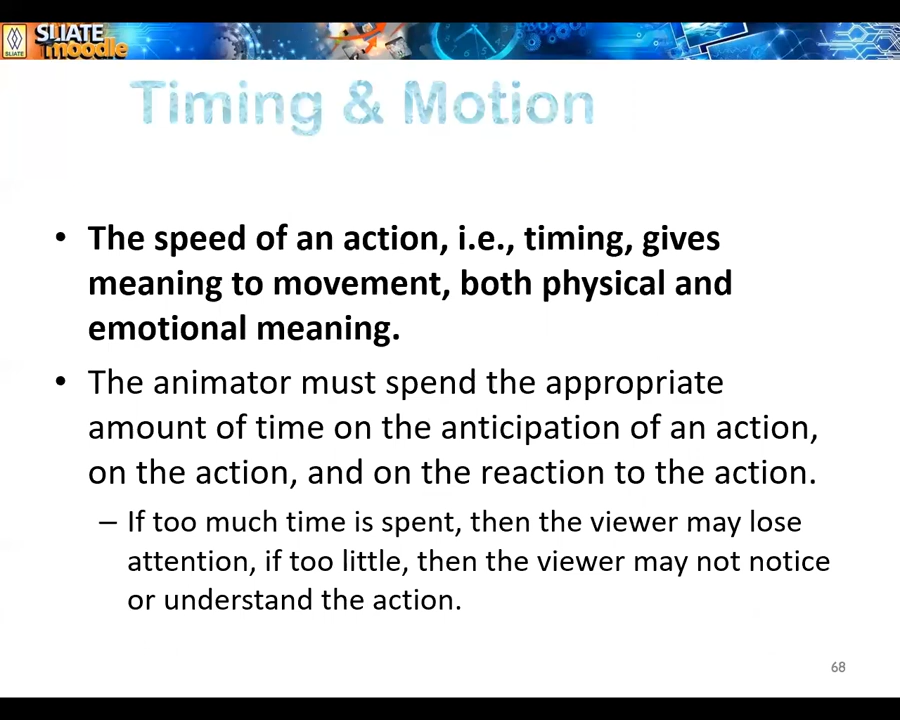 SLIATE
moodle
SLIATE
Timing & Motion
• The speed of an action, i.e., timing, gives
meaning to movement, both physical and
emotional meaning.
• The animator must spend the appropriate
amount of time on the anticipation of an action,
on the action, and on the reaction to the action.
– If too much time is spent, then the viewer may lose
attention, if too little, then the viewer may not notice
or understand the action.
68